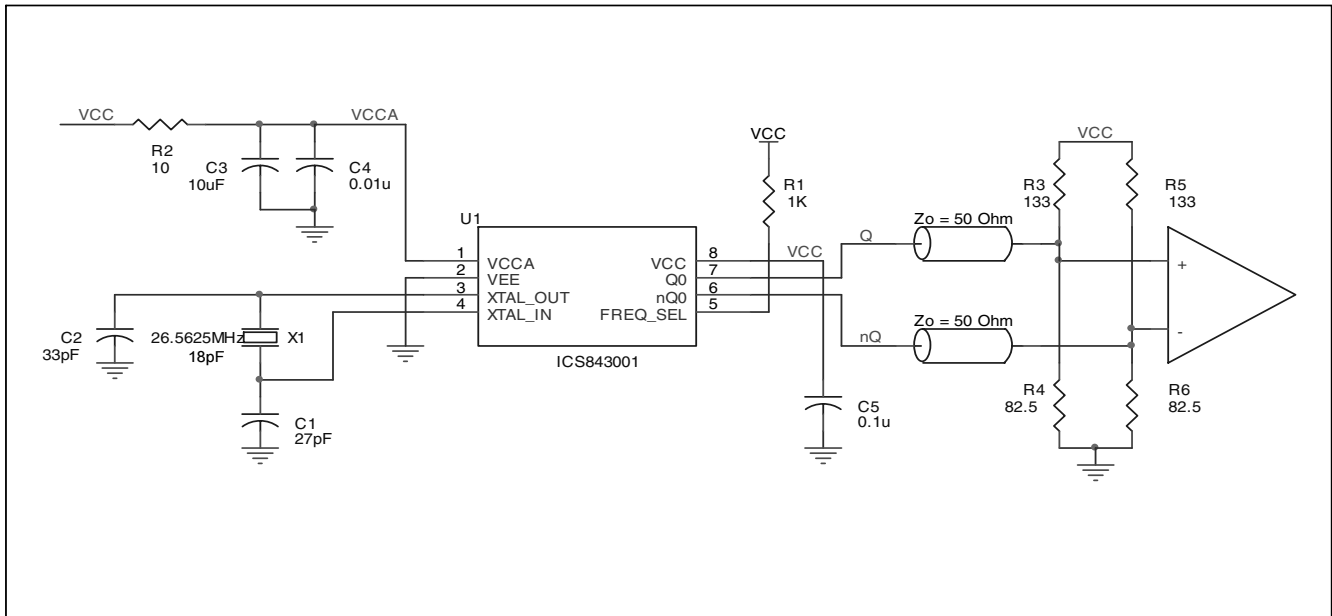 VCC
R2
10
VCCA
C3
10uF
C4
0.01u
U1
1
2
3
4
VCCA
VEE
XTAL_OUT
XTAL_IN
VCC
Q0
nQ0
FREQ_SEL
8
7
6
5
ICS843001
C2
33pF
26.5625MHz
18pF
X1
C1
27pF
VCC
R1
1K
VCC
C5
0.1u
Q
Zo = 50 Ohm
nQ
Zo = 50 Ohm
VCC
R3
133
R5
133
R4
82.5
R6
82.5
+
-